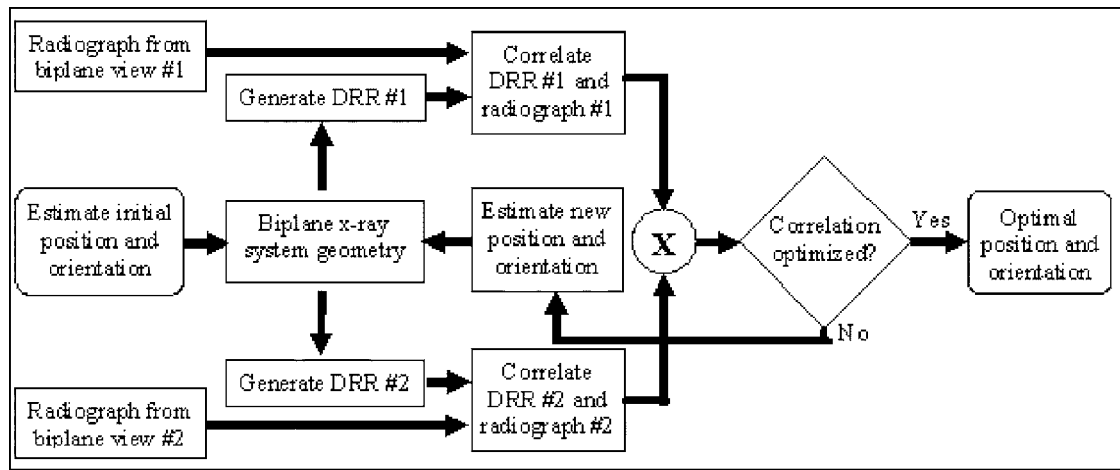 Radiograph from
biplane view #1
Generate DRR #1
Correlate
DRR #1 and
radiograph #1
Estimate initial
position and
orientation
Biplane x-ray
system geometry
Estimate new
position and
orientation
X
Correlation
optimized?
Yes
No
Optimal
position and
orientation
Generate DRR #2
Correlate
DRR #2 and
radiograph #2
Radiograph from
biplane view #2